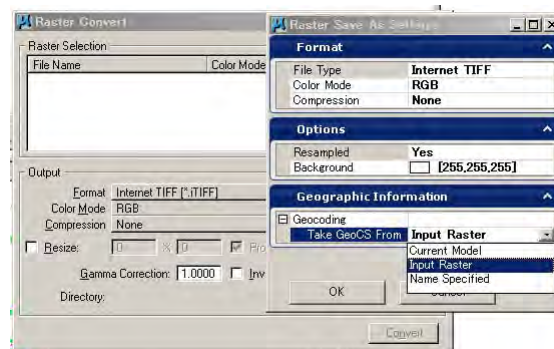 Raster Convert
Raster Selection
File Name Color Mode
Output
Format Internet TIFF [*.iTIFF]
Color Mode RGB
Compression None
Resize: 0 X 0 Pro
Gamma Correction: 1.0000 Inv
Directory:
Convert
Raster Save As Settings
Format
File Type Internet TIFF
Color Mode RGB
Compression None
Options
Resampled Yes
Background [255,255,255]
Geographic Information
Geocoding
Take GeoCS From Input Raster
Current Model
Input Raster
Name Specified
OK